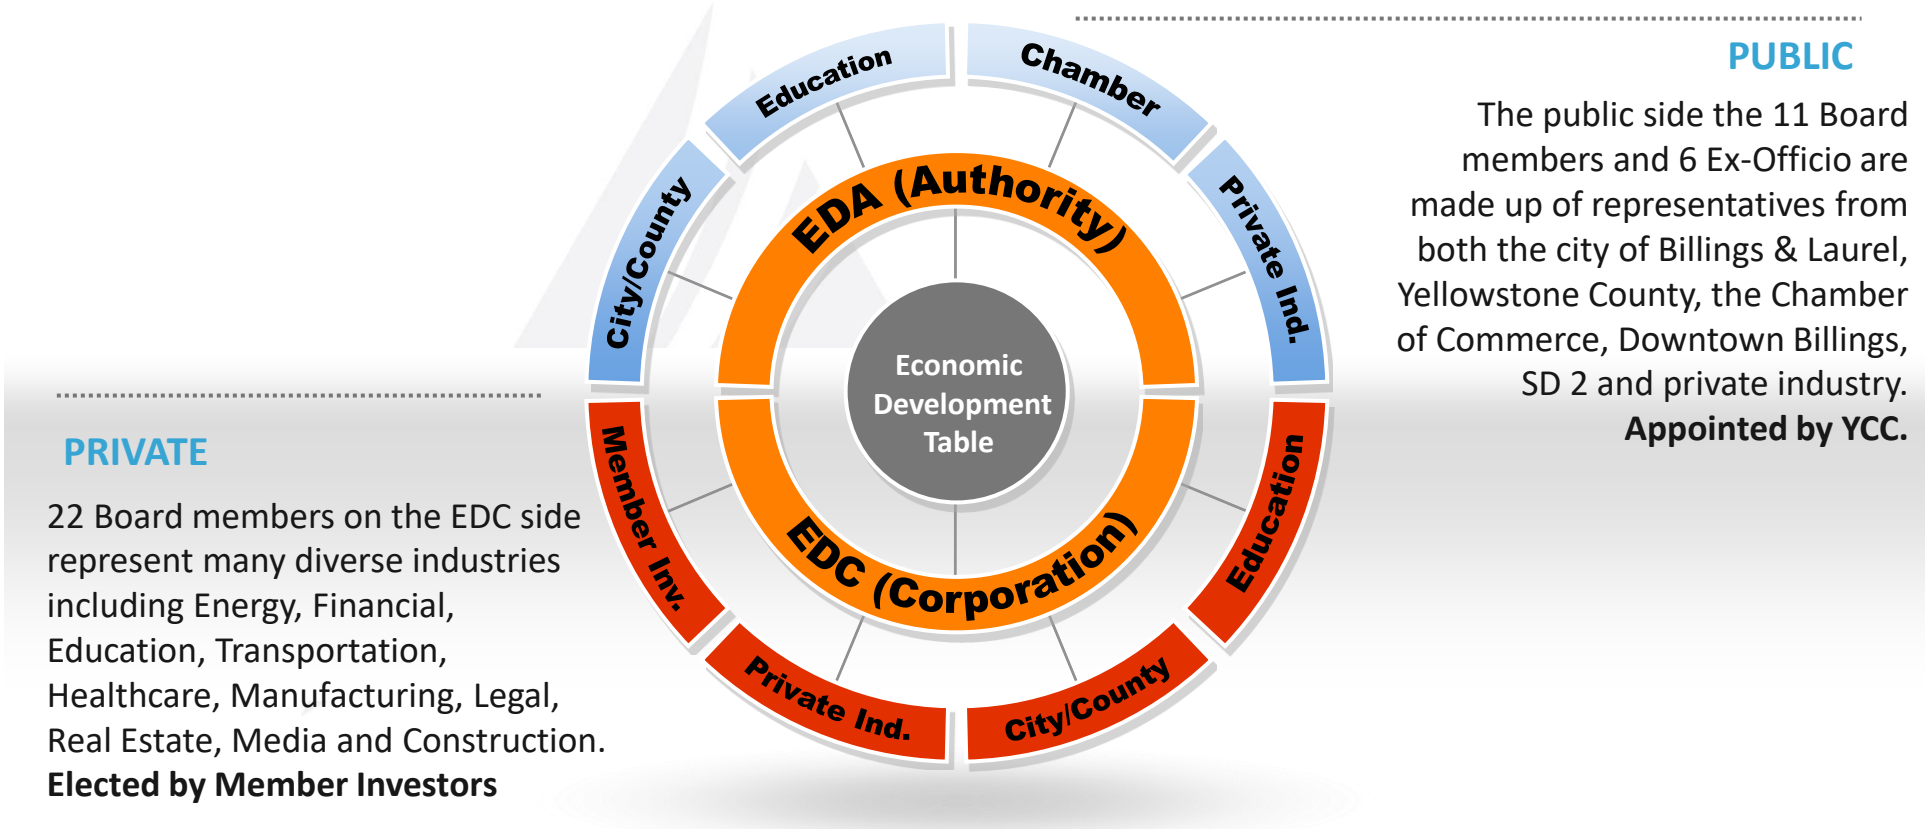 PUBLIC
The public side the 11 Board
members and 6 Ex-Officio are
made up of representatives from
both the city of Billings & Laurel,
Yellowstone County, the Chamber
of Commerce, Downtown Billings,
SD 2 and private industry.
Appointed by YCC.
Education
Chamber
City/County
Private Ind.
EDA (Authority)
Economic
Development
Table
EDC (Corporation)
Member Inv.
Education
Private Ind.
City/County
PRIVATE
22 Board members on the EDC side
represent many diverse industries
including Energy, Financial,
Education, Transportation,
Healthcare, Manufacturing, Legal,
Real Estate, Media and Construction.
Elected by Member Investors